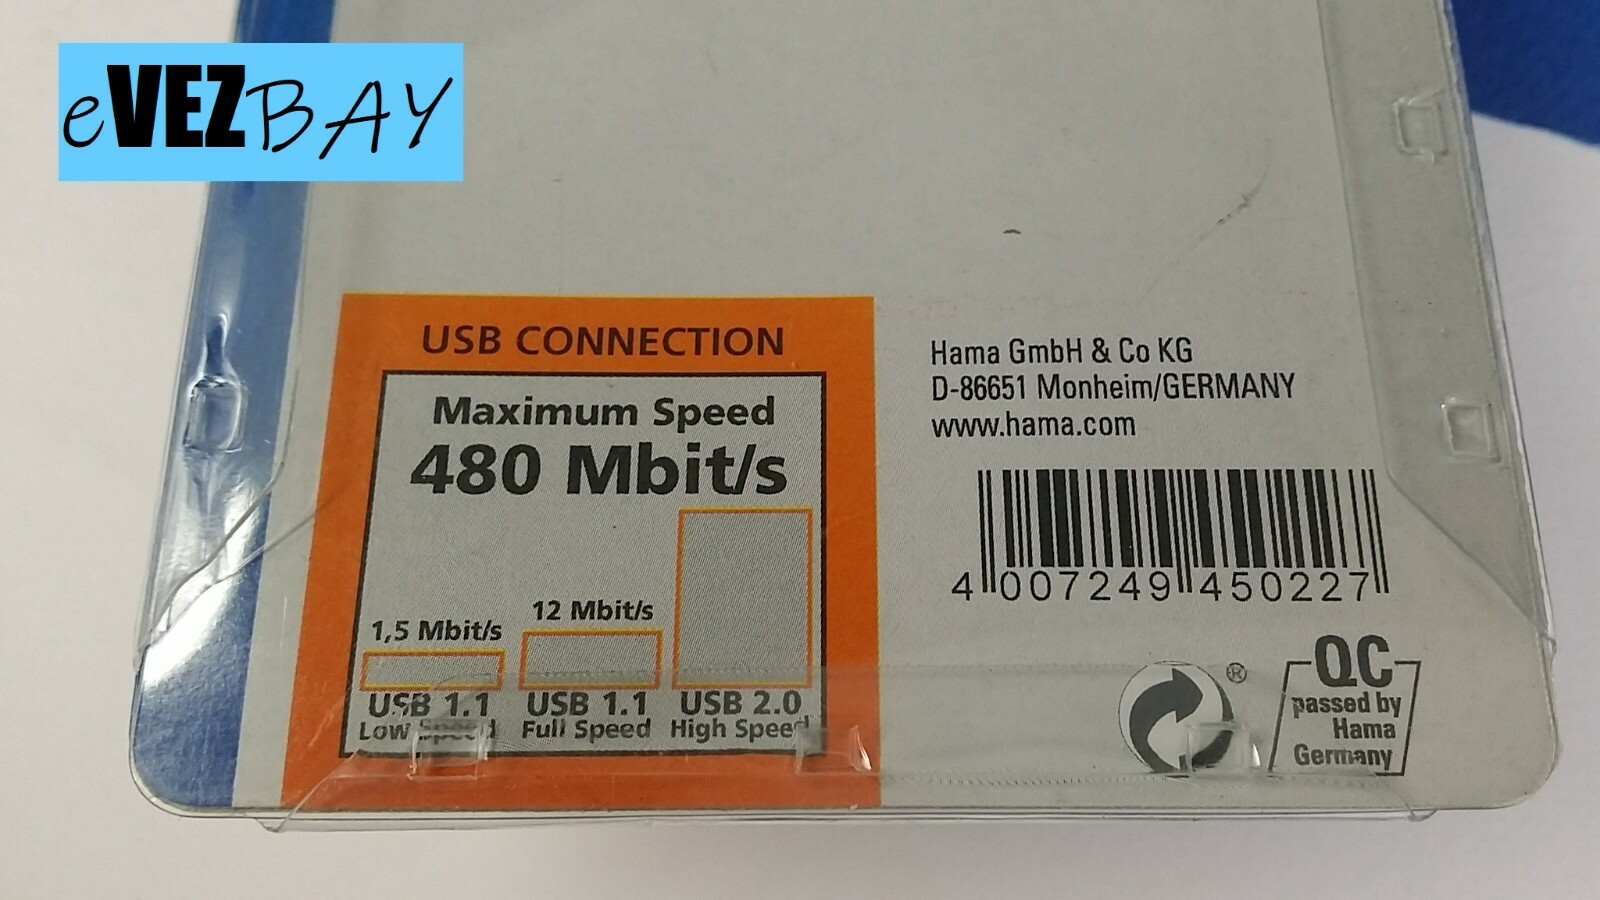 eVEZBAY
USB CONNECTION
Maximum Speed
480 Mbit/s
1,5 Mbit/s
12 Mbit/s
USB 1.1
Low Speed
USB 1.1
Full Speed
USB 2.0
High Speed
Hama GmbH & Co KG
D-86651 Monheim/GERMANY
www.hama.com
4 007249 450227
®
QC
passed by
Hama
Germany